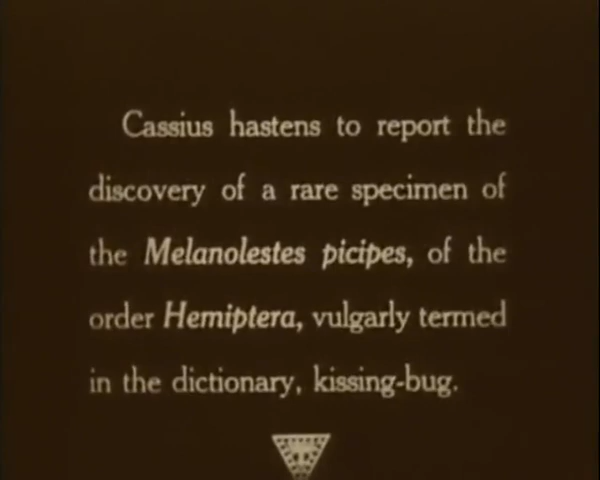 Cassius hastens to report the
discovery of a rare specimen of
the Melanolestes picipes, of the
order Hemiptera, vulgarly termed
in the dictionary, kissing-bug.